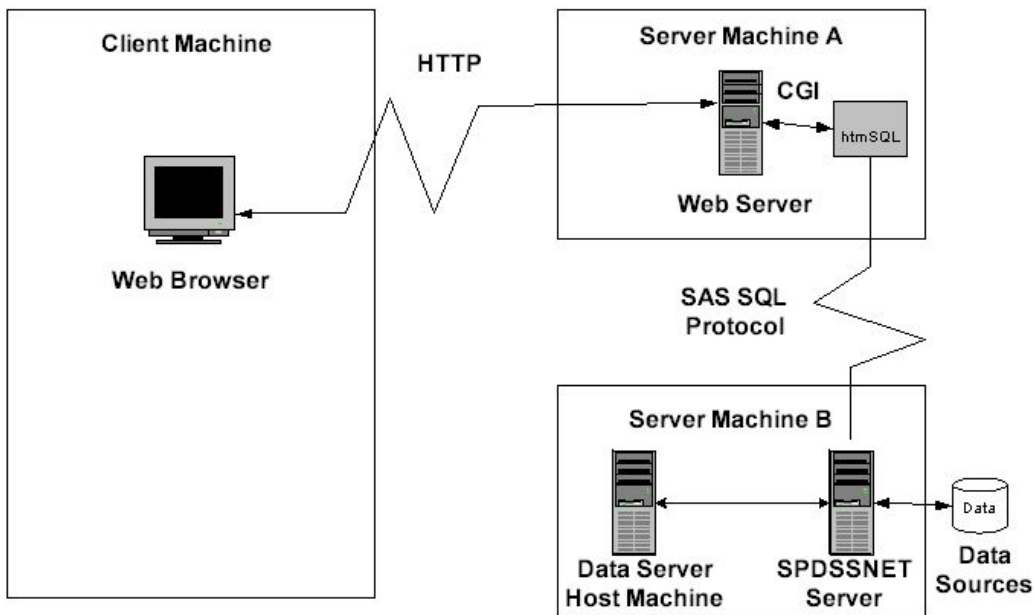 Client Machine
Web Browser
HTTP
Server Machine A
CGI
htmSQL
Web Server
SAS SQL
Protocol
Server Machine B
Data Server
Host Machine
SPDSSNET
Server
Data
Data
Sources